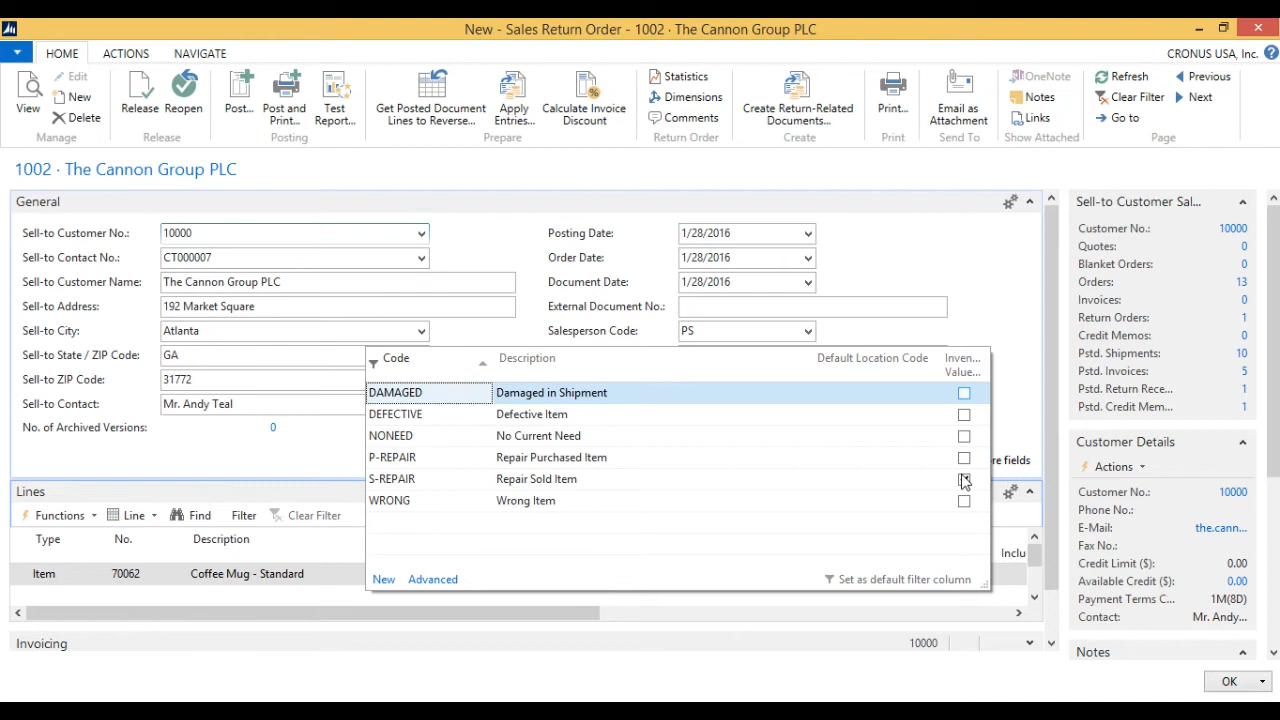 New - Sales Return Order - 1002 · The Cannon Group PLC
HOME ACTIONS NAVIGATE CRONUS USA, Inc.
View
Edit
New
Delete
Manage
Release
Reopen
Release
Post...
Post and Print...
Test Report...
Posting
Get Posted Document Lines to Reverse...
Apply Entries...
Calculate Invoice Discount
Prepare
Statistics
Dimensions
Comments
Return Order
Create Return-Related Documents...
Create
Print...
Print
Email as Attachment
Send To
OneNote
Notes
Links
Show Attached
Refresh
Clear Filter
Go to
Previous
Next
Page
1002 · The Cannon Group PLC
General
Sell-to Customer No.: 10000
Sell-to Contact No.: CT000007
Sell-to Customer Name: The Cannon Group PLC
Sell-to Address: 192 Market Square
Sell-to City: Atlanta
Sell-to State / ZIP Code: GA
Sell-to ZIP Code: 31772
Sell-to Contact: Mr. Andy Teal
No. of Archived Versions: 0
Posting Date: 1/28/2016
Order Date: 1/28/2016
Document Date: 1/28/2016
External Document No.:
Salesperson Code: PS
Code Description Default Location Code Inven... Value...
DAMAGED Damaged in Shipment
DEFECTIVE Defective Item
NONEED No Current Need
P-REPAIR Repair Purchased Item
S-REPAIR Repair Sold Item
WRONG Wrong Item
New Advanced Set as default filter column
re fields
Lines
Functions Line Find Filter Clear Filter
Type No. Description Inclu
Item 70062 Coffee Mug - Standard
Invoicing 10000
Sell-to Customer Sal...
Customer No.: 10000
Quotes: 0
Blanket Orders: 0
Orders: 13
Invoices: 0
Return Orders: 1
Credit Memos: 0
Pstd. Shipments: 10
Pstd. Invoices: 5
Pstd. Return Rece... 1
Pstd. Credit Mem... 1
Customer Details
Actions
Customer No.: 10000
Phone No.:
E-Mail: the.cann...
Fax No.:
Credit Limit ($): 0.00
Available Credit ($): 0.00
Payment Terms C... 1M(8D)
Contact: Mr. Andy...
Notes
OK